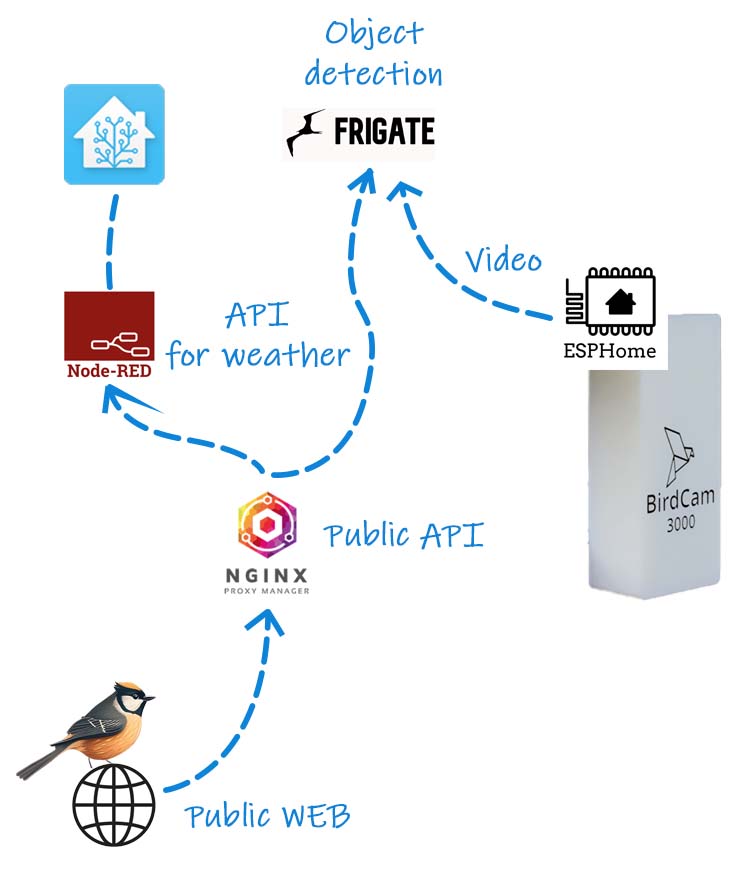 Object
detection
FRIGATE
Video
ESPHome
API
for weather
Node-RED
BirdCam
3000
Public API
NGINX
PROXY MANAGER
Public WEB